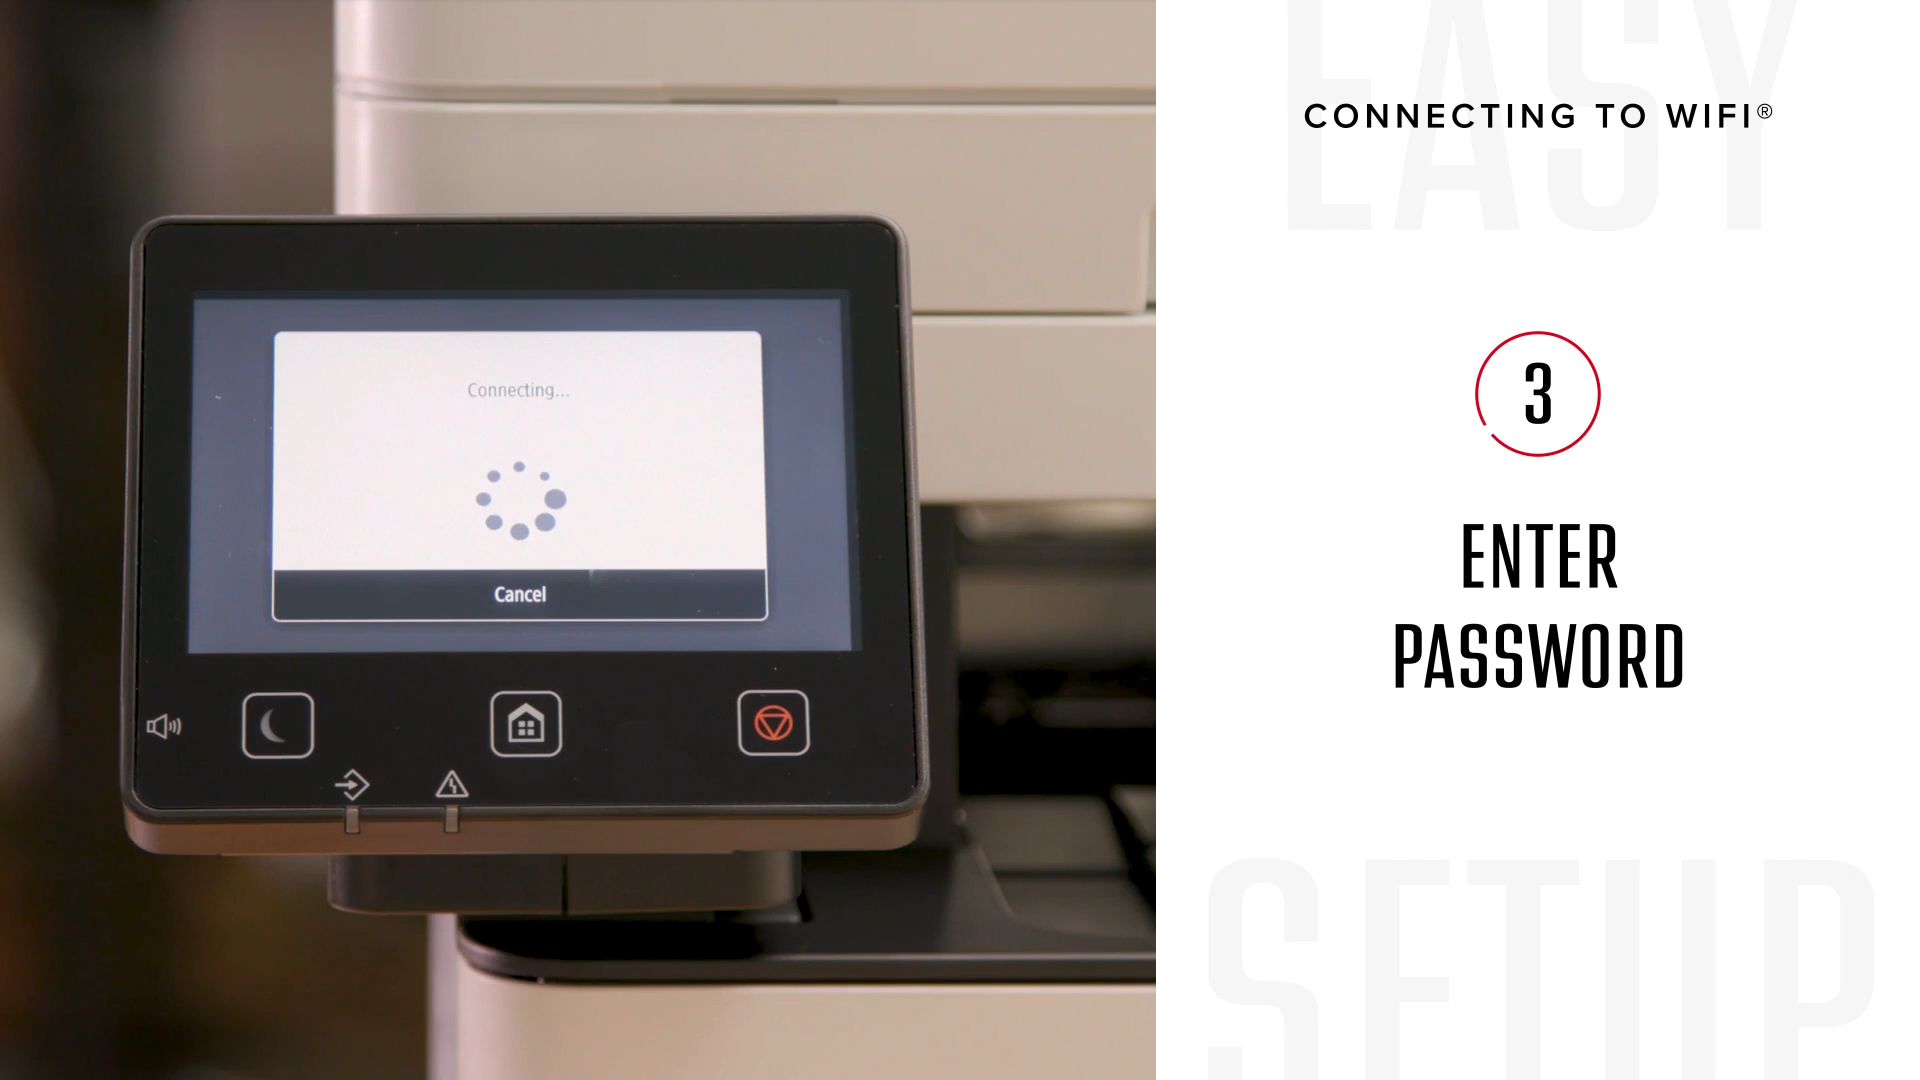 Connecting...
Cancel
EASY
CONNECTING TO WIFI®
3
ENTER
PASSWORD
SETUP